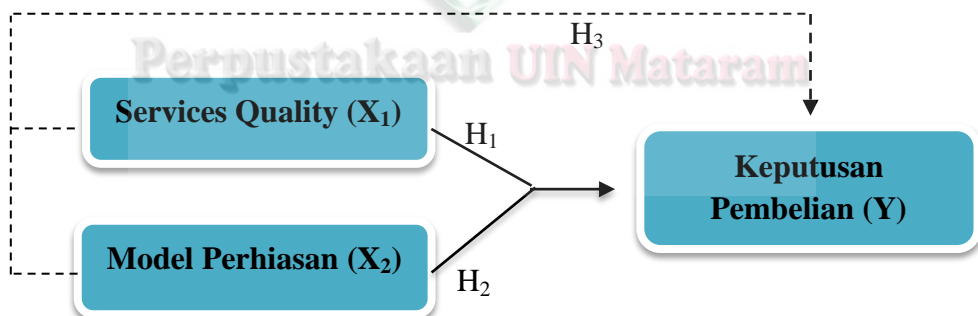 H₃
Perpustakaan UIN Mataram
Services Quality (X₁)
H₁
Keputusan
Pembelian (Y)
Model Perhiasan (X₂)
H₂